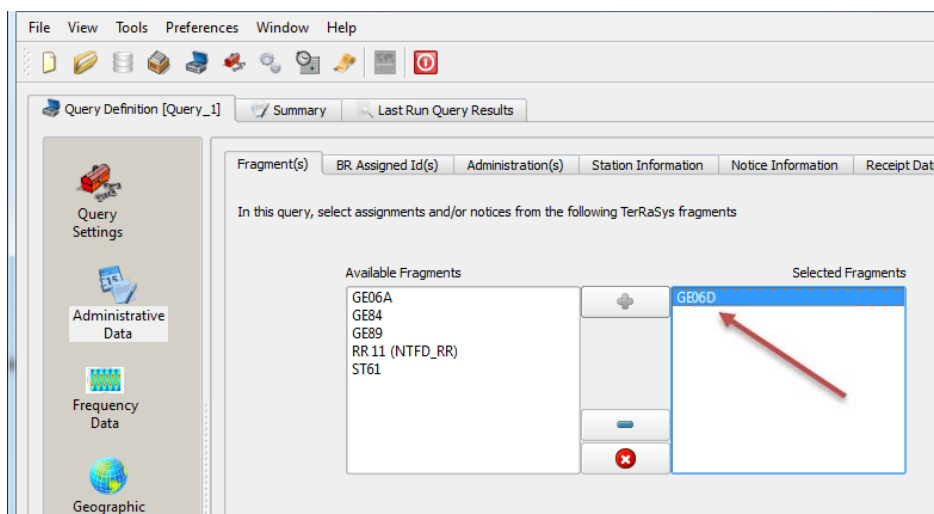 File View Tools Preferences Window Help
Query Definition [Query_1] Summary Last Run Query Results
Fragment(s) BR Assigned Id(s) Administration(s) Station Information Notice Information Receipt Dat
Query
Settings
In this query, select assignments and/or notices from the following TerRaSys fragments
Administrative
Data
Available Fragments
GE06A
GE84
GE89
RR 11 (NTFD_RR)
ST61
Selected Fragments
GE06D
Frequency
Data
Geographic